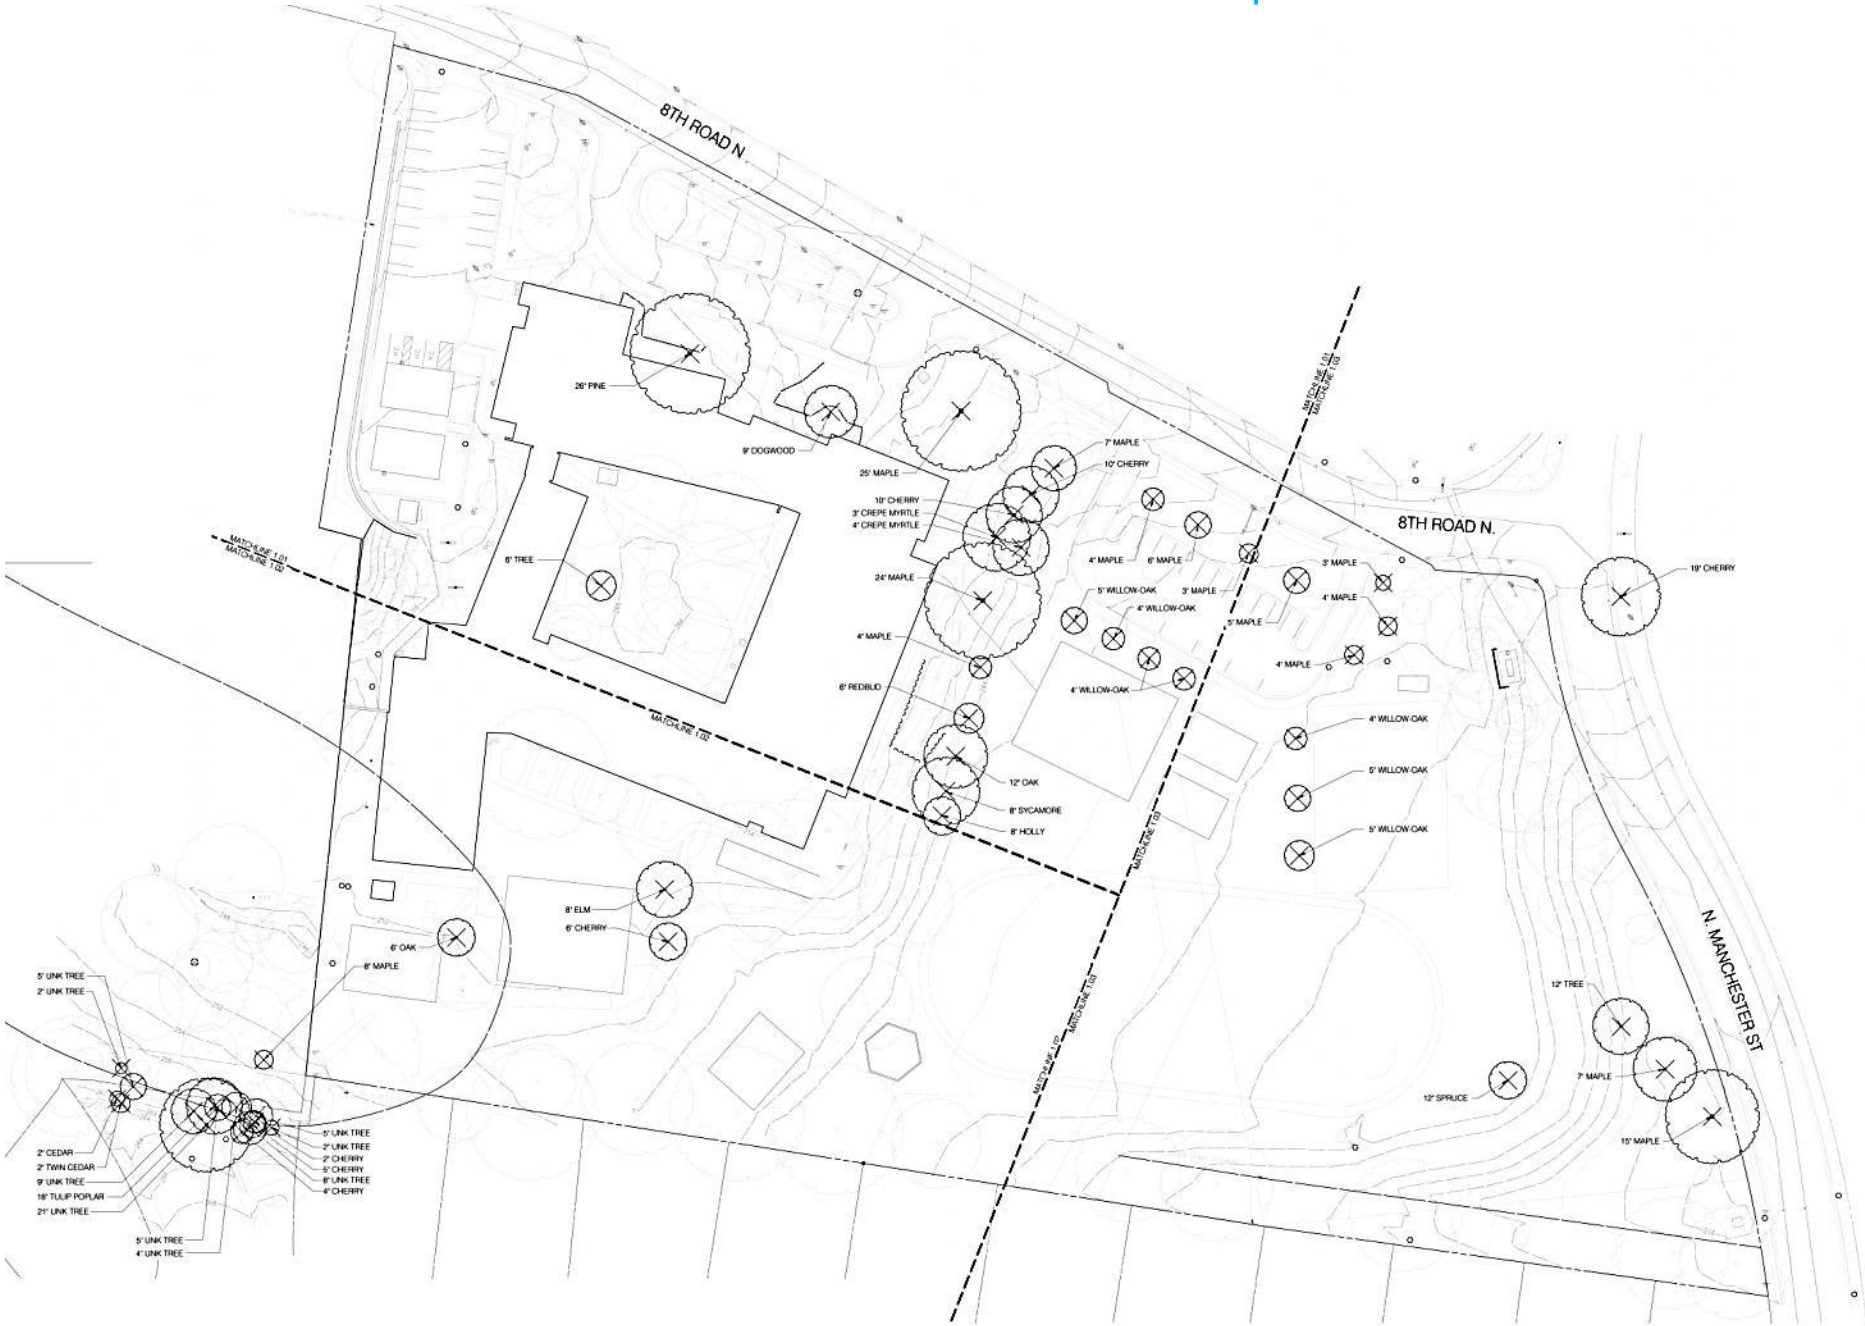 8TH ROAD N
MATCHLINE 1.01
MATCHLINE 1.03
26" PINE
9" DOGWOOD
25" MAPLE
7" MAPLE
10" CHERRY
10" CHERRY
3" CREPE MYRTLE
4" CREPE MYRTLE
8TH ROAD N.
MATCHLINE 1.01
MATCHLINE 1.02
6" TREE
24" MAPLE
4" MAPLE
6" MAPLE
3" MAPLE
3" MAPLE
19" CHERRY
5" WILLOW-OAK
4" WILLOW-OAK
4" MAPLE
5" MAPLE
4" MAPLE
4" MAPLE
6" REDBUD
4" WILLOW-OAK
MATCHLINE 1.02
4" WILLOW-OAK
5" WILLOW-OAK
12" OAK
8" SYCAMORE
8" HOLLY
MATCHLINE 1.03
5" WILLOW-OAK
8" ELM
6" CHERRY
6" OAK
8" MAPLE
N. MANCHESTER ST
5" UNK TREE
2" UNK TREE
12" TREE
MATCHLINE 1.02
MATCHLINE 1.03
7" MAPLE
12" SPRUCE
15" MAPLE
5" UNK TREE
2" UNK TREE
2" CHERRY
5" CHERRY
8" UNK TREE
4" CHERRY
2" CEDAR
2" TWIN CEDAR
9" UNK TREE
18" TULIP POPLAR
21" UNK TREE
5" UNK TREE
4" UNK TREE